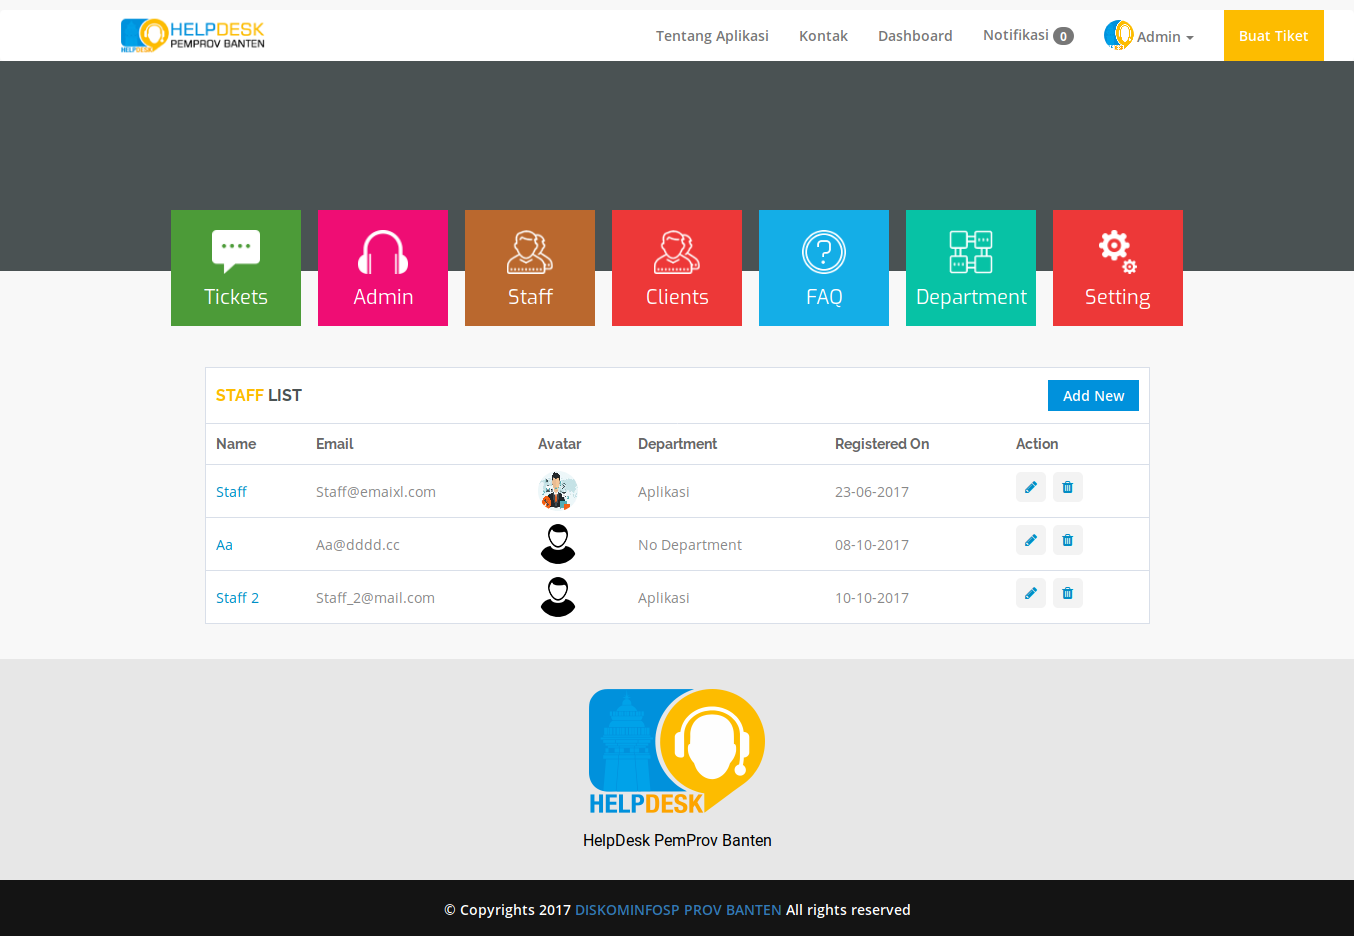 HELPDESK
HELPDESK
PEMPROV BANTEN
Tentang Aplikasi
Kontak
Dashboard
Notifikasi 0
Admin
Buat Tiket
Tickets
Admin
Staff
Clients
FAQ
Department
Setting
STAFF LIST
Add New
Name Email Avatar Department Registered On Action
Staff Staff@emaixl.com Aplikasi 23-06-2017
Aa Aa@dddd.cc No Department 08-10-2017
Staff 2 Staff_2@mail.com Aplikasi 10-10-2017
HELPDESK
HelpDesk PemProv Banten
© Copyrights 2017 DISKOMINFOSP PROV BANTEN All rights reserved